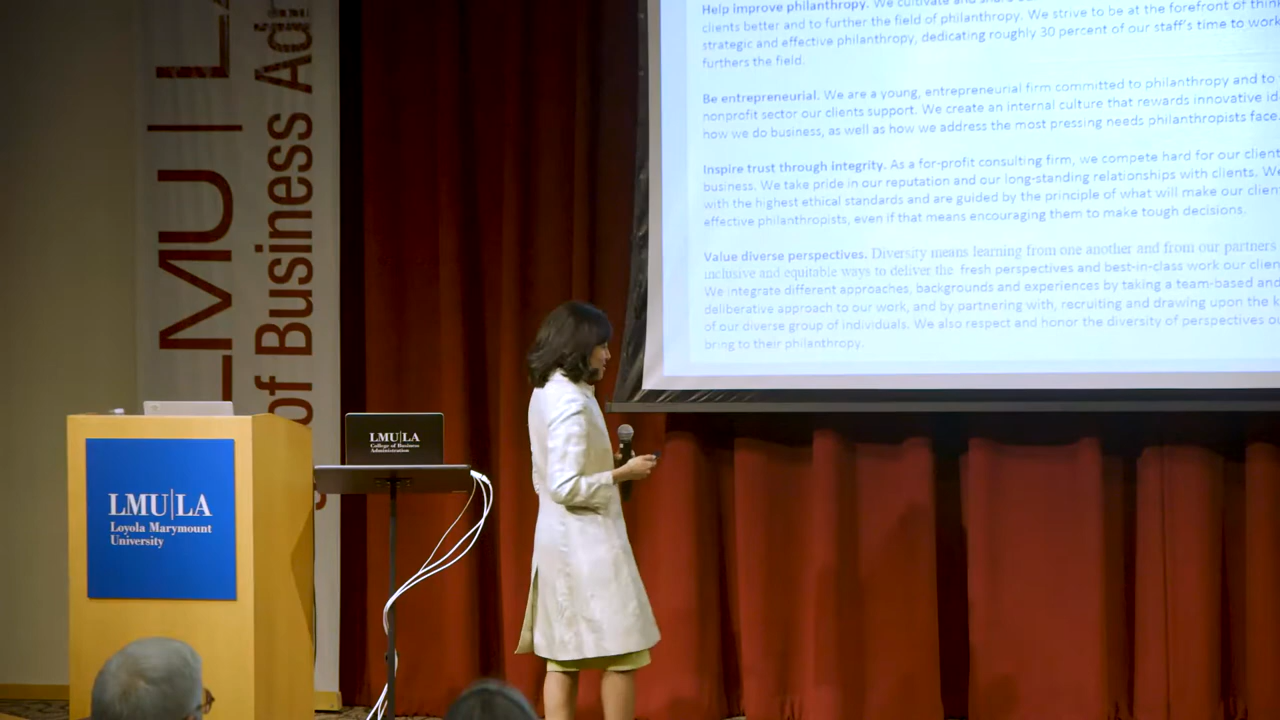 LMU|LA
of Business Ad
LMU|LA
Loyola Marymount
University
LMU|LA
College of Business
Administration
Help improve philanthropy. We cultivate and share
clients better and to further the field of philanthropy. We strive to be at the forefront of
strategic and effective philanthropy, dedicating roughly 30 percent of our staff's time to work
furthers the field.
Be entrepreneurial. We are a young, entrepreneurial firm committed to philanthropy and to
nonprofit sector our clients support. We create an internal culture that rewards innovative
how we do business, as well as how we address the most pressing needs philanthropists face.
Inspire trust through integrity. As a for-profit consulting firm, we compete hard for our
business. We take pride in our reputation and our long-standing relationships with clients.
with the highest ethical standards and are guided by the principle of what will make our
effective philanthropists, even if that means encouraging them to make tough decisions.
Value diverse perspectives. Diversity means learning from one another and from our partners
inclusive and equitable ways to deliver the fresh perspectives and best-in-class work our
We integrate different approaches, backgrounds and experiences by taking a team-based and
deliberative approach to our work, and by partnering with, recruiting and drawing upon the
of our diverse group of individuals. We also respect and honor the diversity of perspectives
bring to their philanthropy.